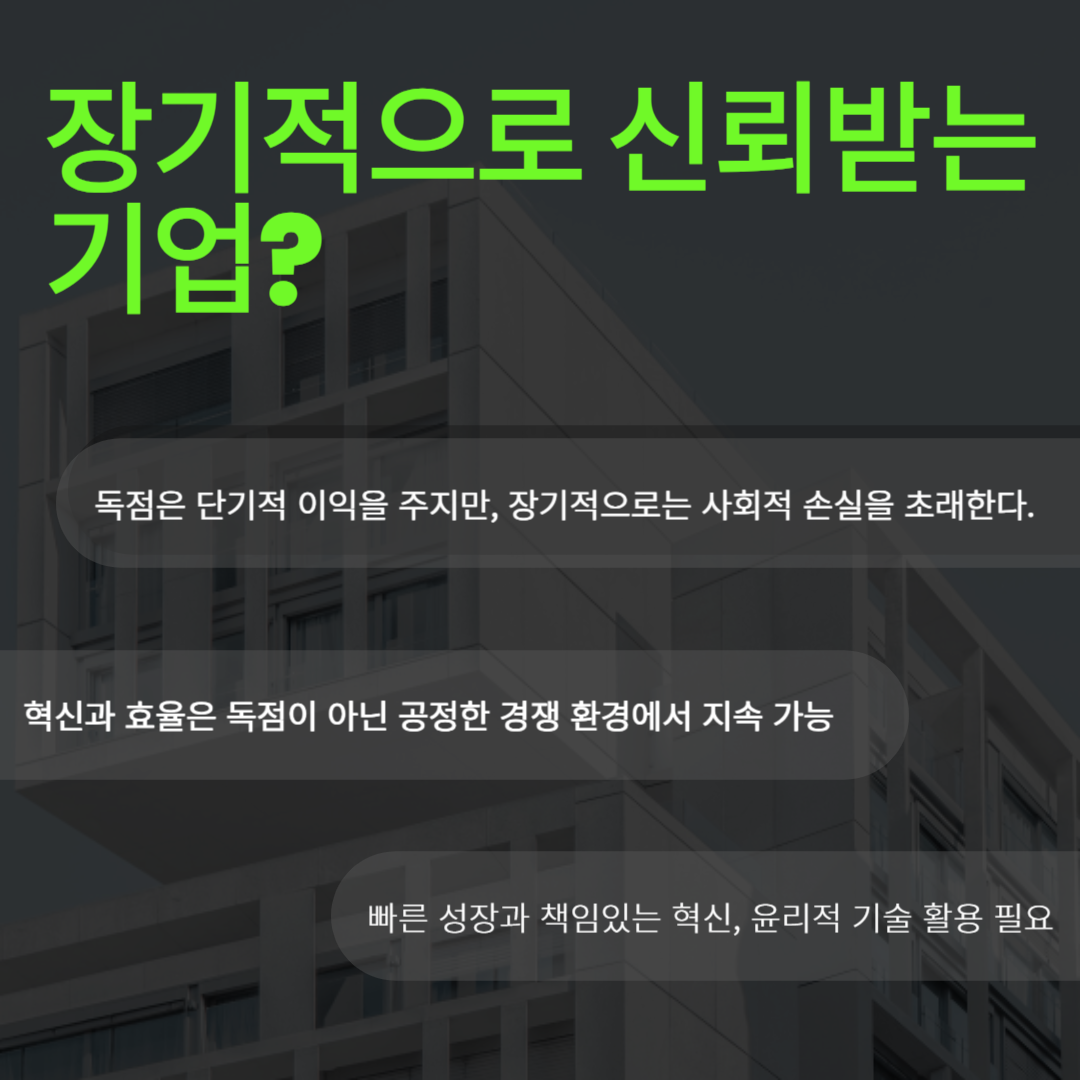 장기적으로 신뢰받는
기업?
독점은 단기적 이익을 주지만, 장기적으로는 사회적 손실을 초래한다.
혁신과 효율은 독점이 아닌 공정한 경쟁 환경에서 지속 가능
빠른 성장과 책임있는 혁신, 윤리적 기술 활용 필요